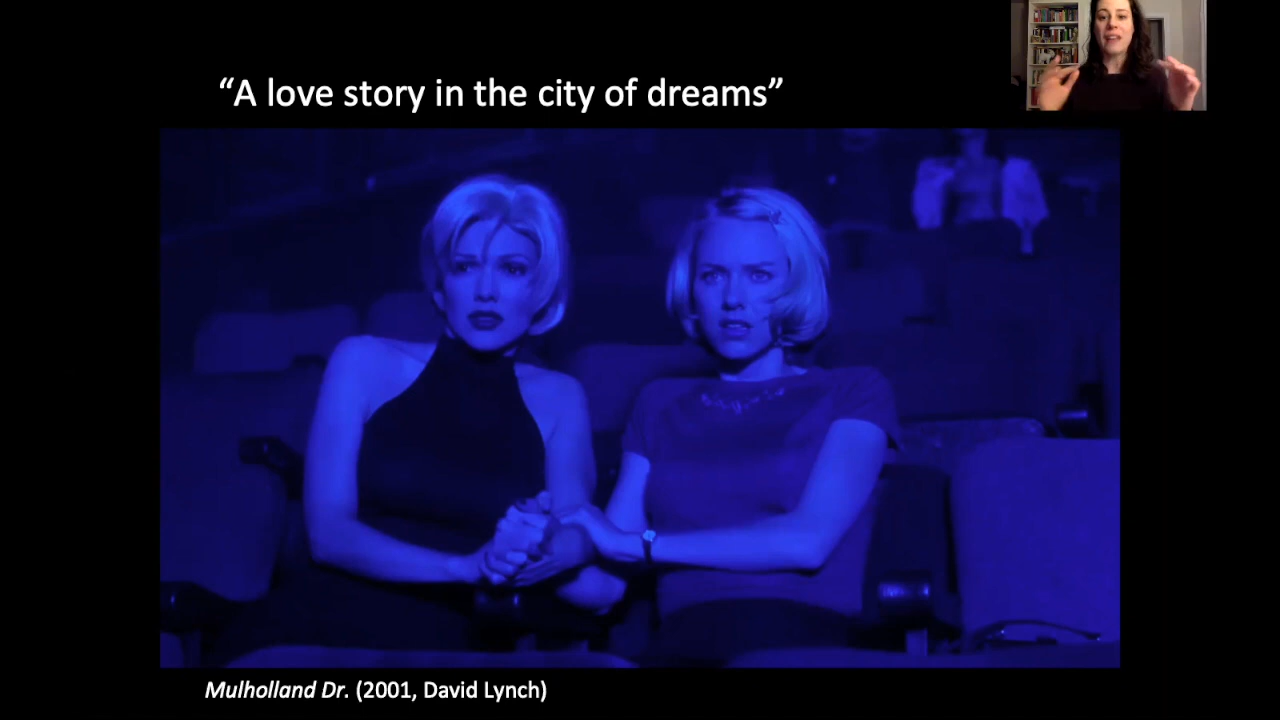 “A love story in the city of dreams”
Mulholland Dr. (2001, David Lynch)